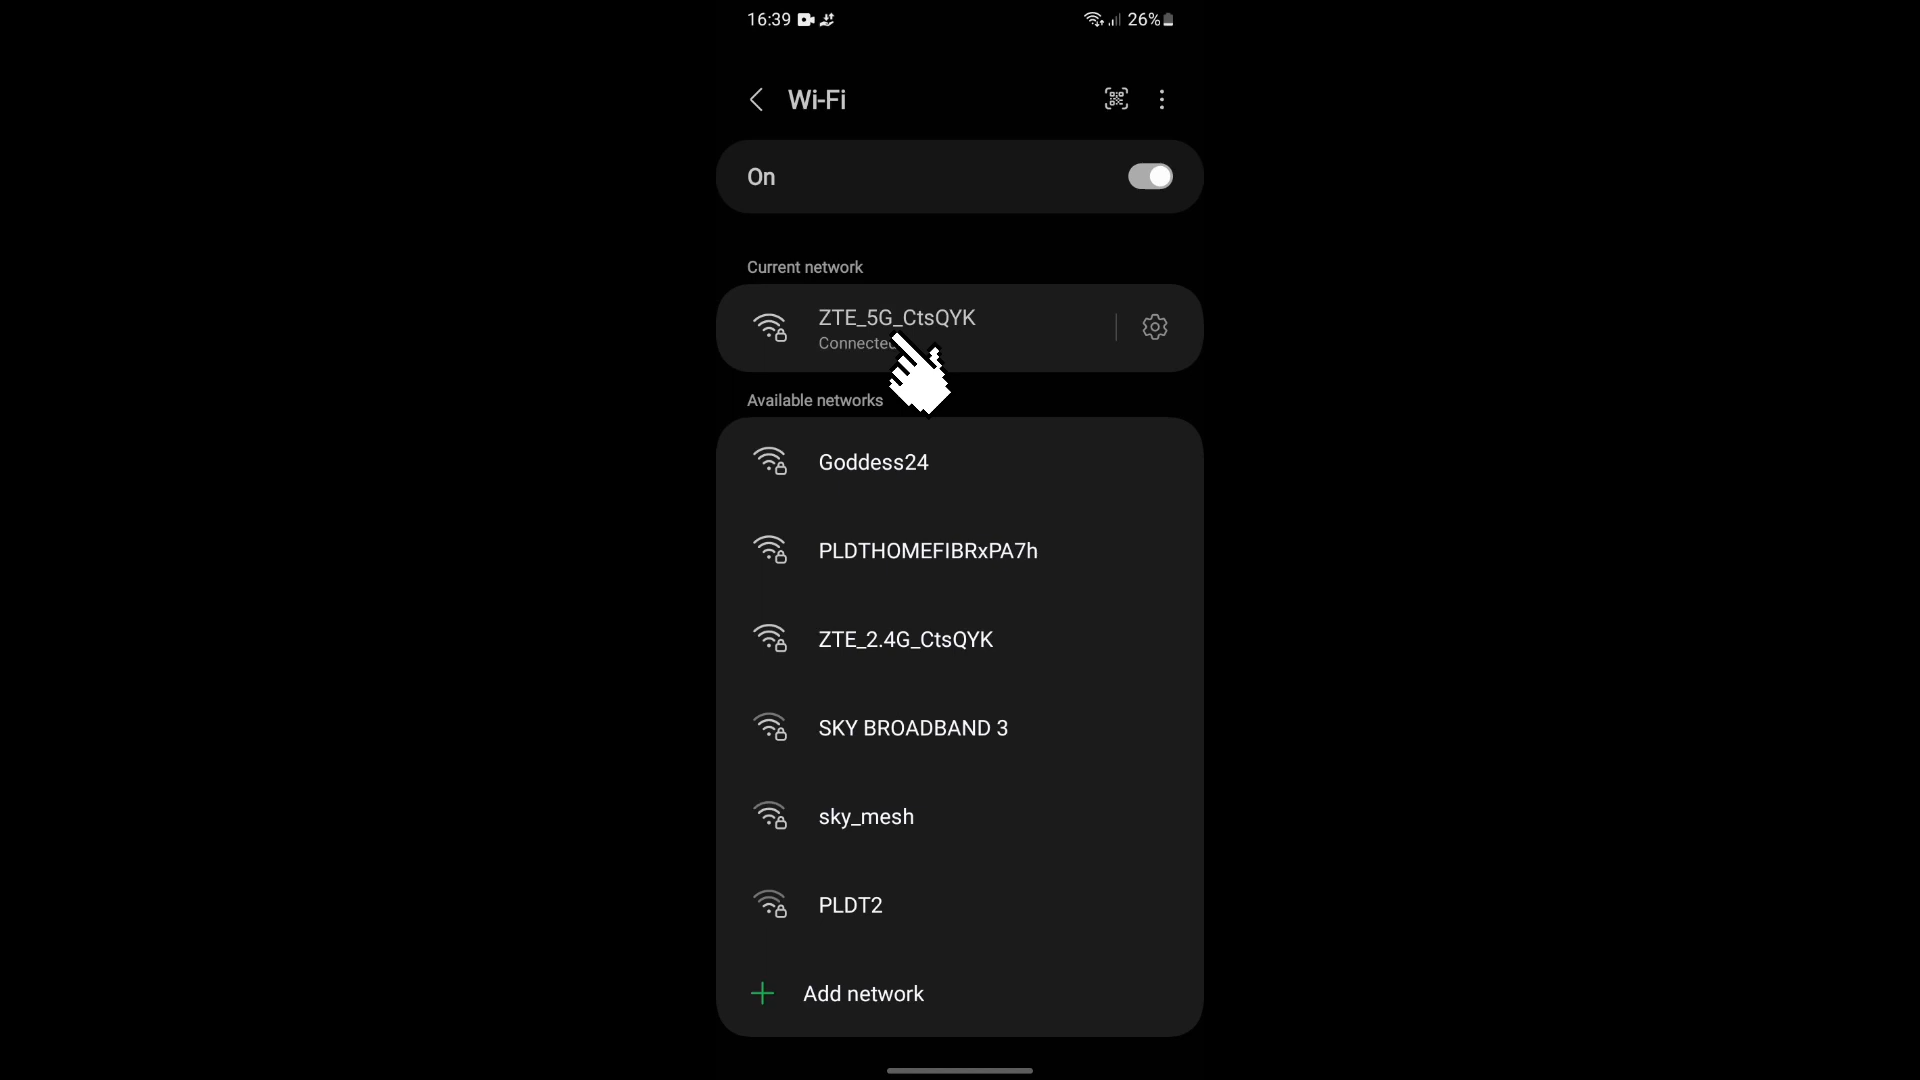 16:39 26%
Wi-Fi
On
Current network
ZTE_5G_CtsQYK
Connected
Available networks
Goddess24
PLDTHOMEFIBRxPA7h
ZTE_2.4G_CtsQYK
SKY BROADBAND 3
sky_mesh
PLDT2
Add network